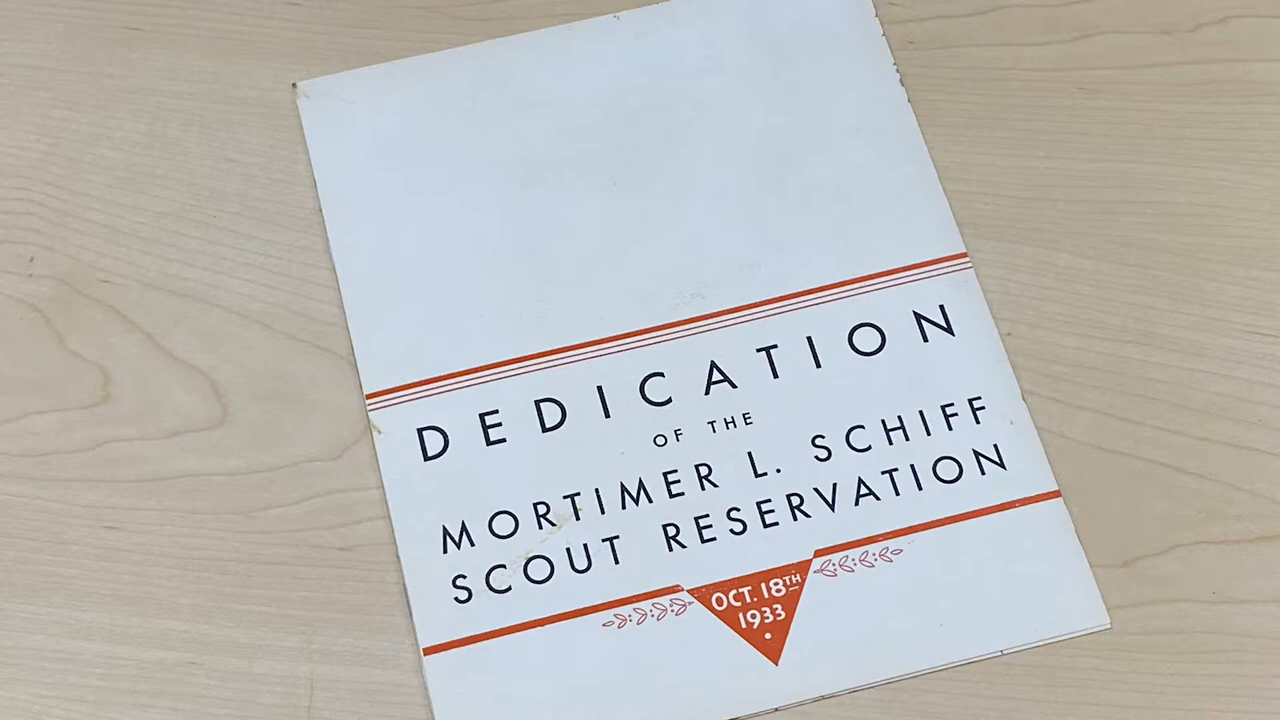 DEDICATION
OF THE
MORTIMER L. SCHIFF
SCOUT RESERVATION
OCT. 18TH
1933